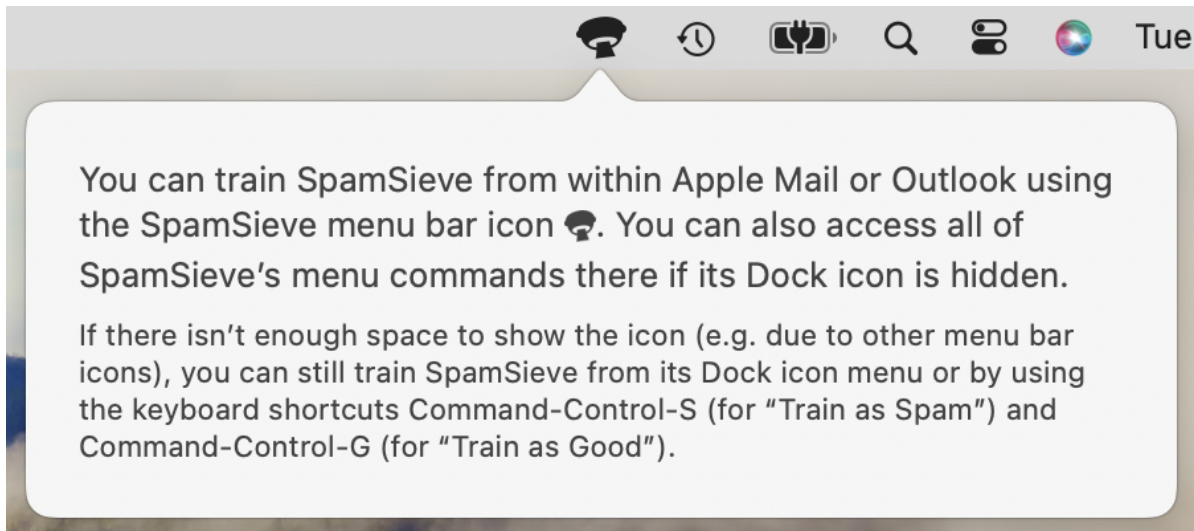 Tue
You can train SpamSieve from within Apple Mail or Outlook using
the SpamSieve menu bar icon . You can also access all of
SpamSieve’s menu commands there if its Dock icon is hidden.
If there isn’t enough space to show the icon (e.g. due to other menu bar
icons), you can still train SpamSieve from its Dock icon menu or by using
the keyboard shortcuts Command-Control-S (for “Train as Spam”) and
Command-Control-G (for “Train as Good”).